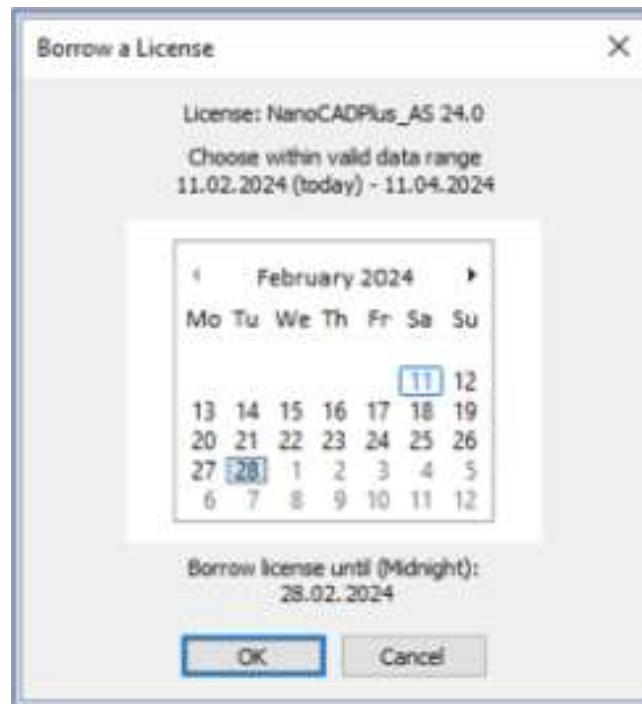 Borrow a License
License: NanoCADPlus_AS 24.0
Choose within valid data range
11.02.2024 (today) - 11.04.2024
February 2024
Mo Tu We Th Fr Sa Su
11 12
13 14 15 16 17 18 19
20 21 22 23 24 25 26
27 28 1 2 3 4 5
6 7 8 9 10 11 12
Borrow license until (Midnight):
28.02.2024
OK Cancel